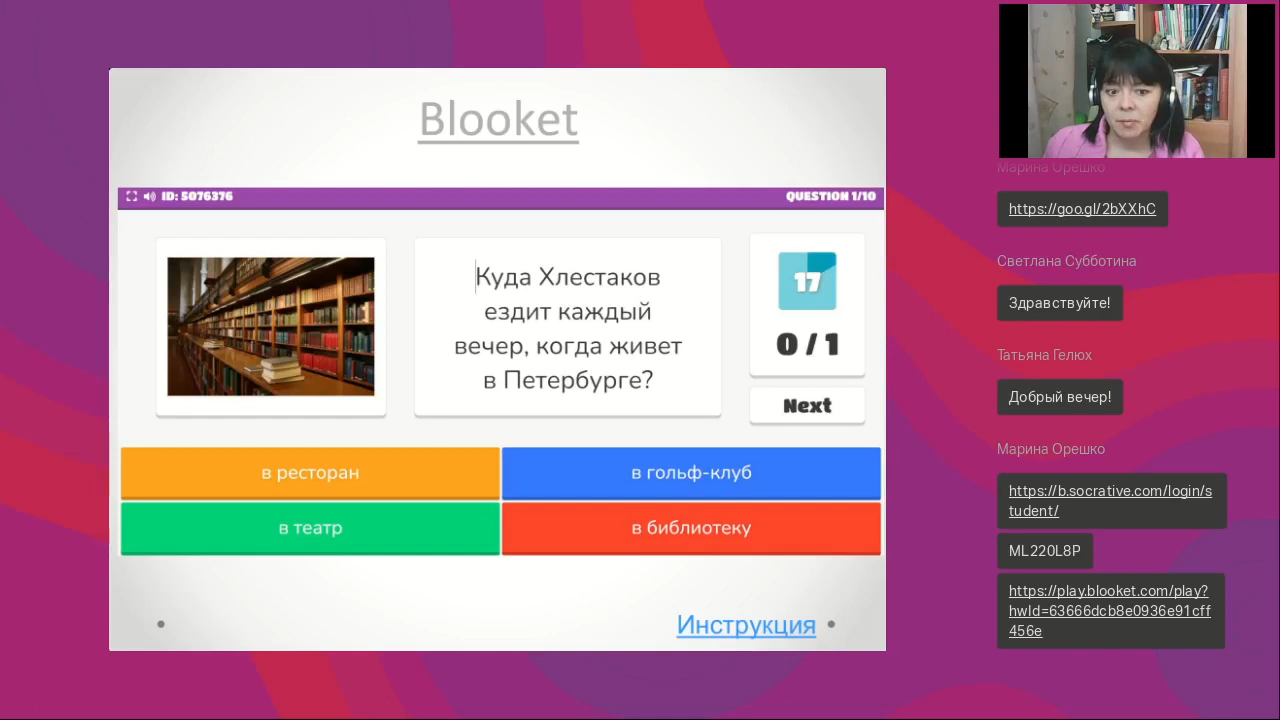 Blooket
ID: 5076376
QUESTION 1/10
Куда Хлестаков
ездит каждый
вечер, когда живет
в Петербурге?
17
0 / 1
Next
в ресторан
в гольф-клуб
в театр
в библиотеку
Инструкция
Марина Орешко
https://goo.gl/2bXXhC
Светлана Субботина
Здравствуйте!
Татьяна Гелюх
Добрый вечер!
Марина Орешко
https://b.socrative.com/login/s
tudent/
ML220L8P
https://play.blooket.com/play?
hwId=63666dcb8e0936e91cff
456e